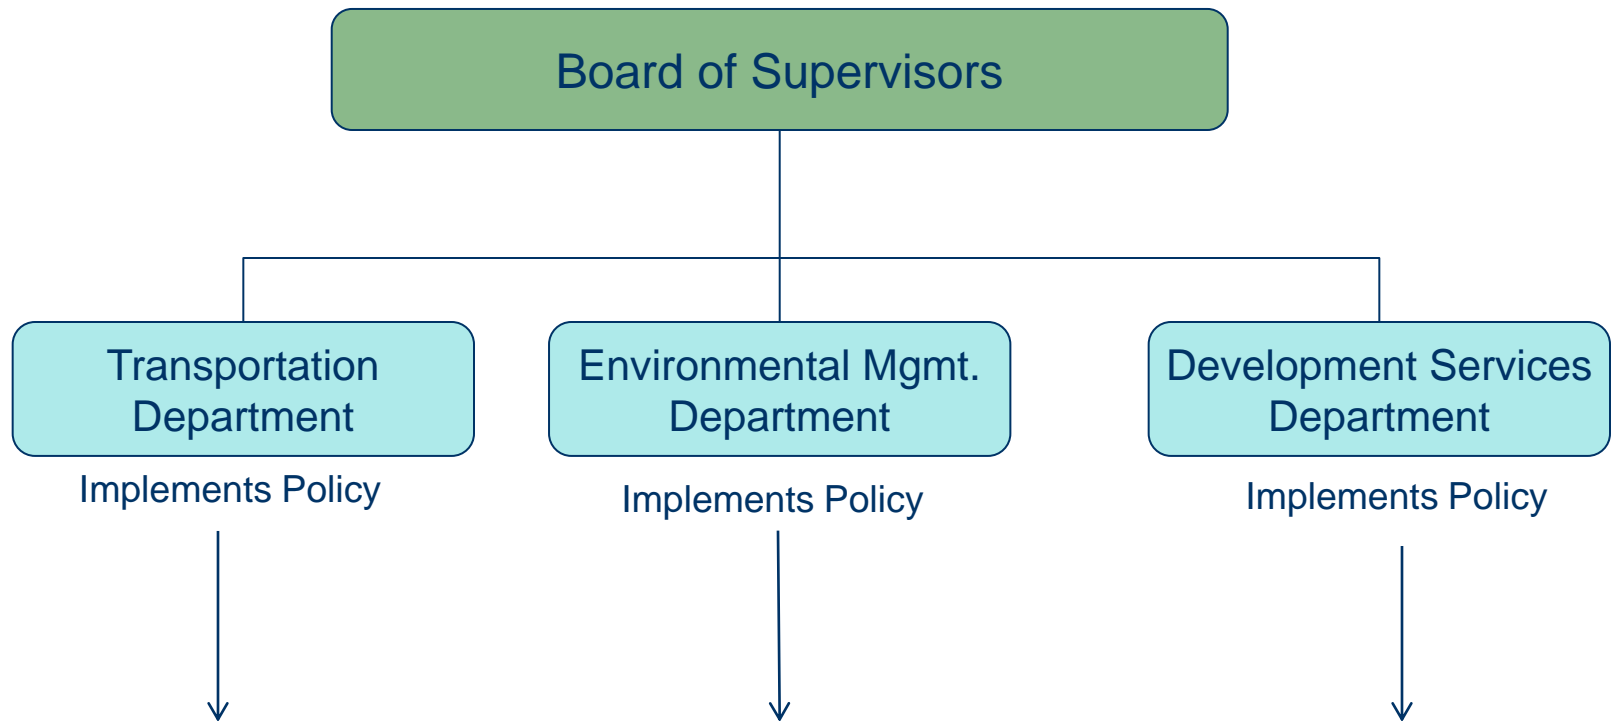 Board of Supervisors
Transportation
Department
Environmental Mgmt.
Department
Development Services
Department
Implements Policy
Implements Policy
Implements Policy